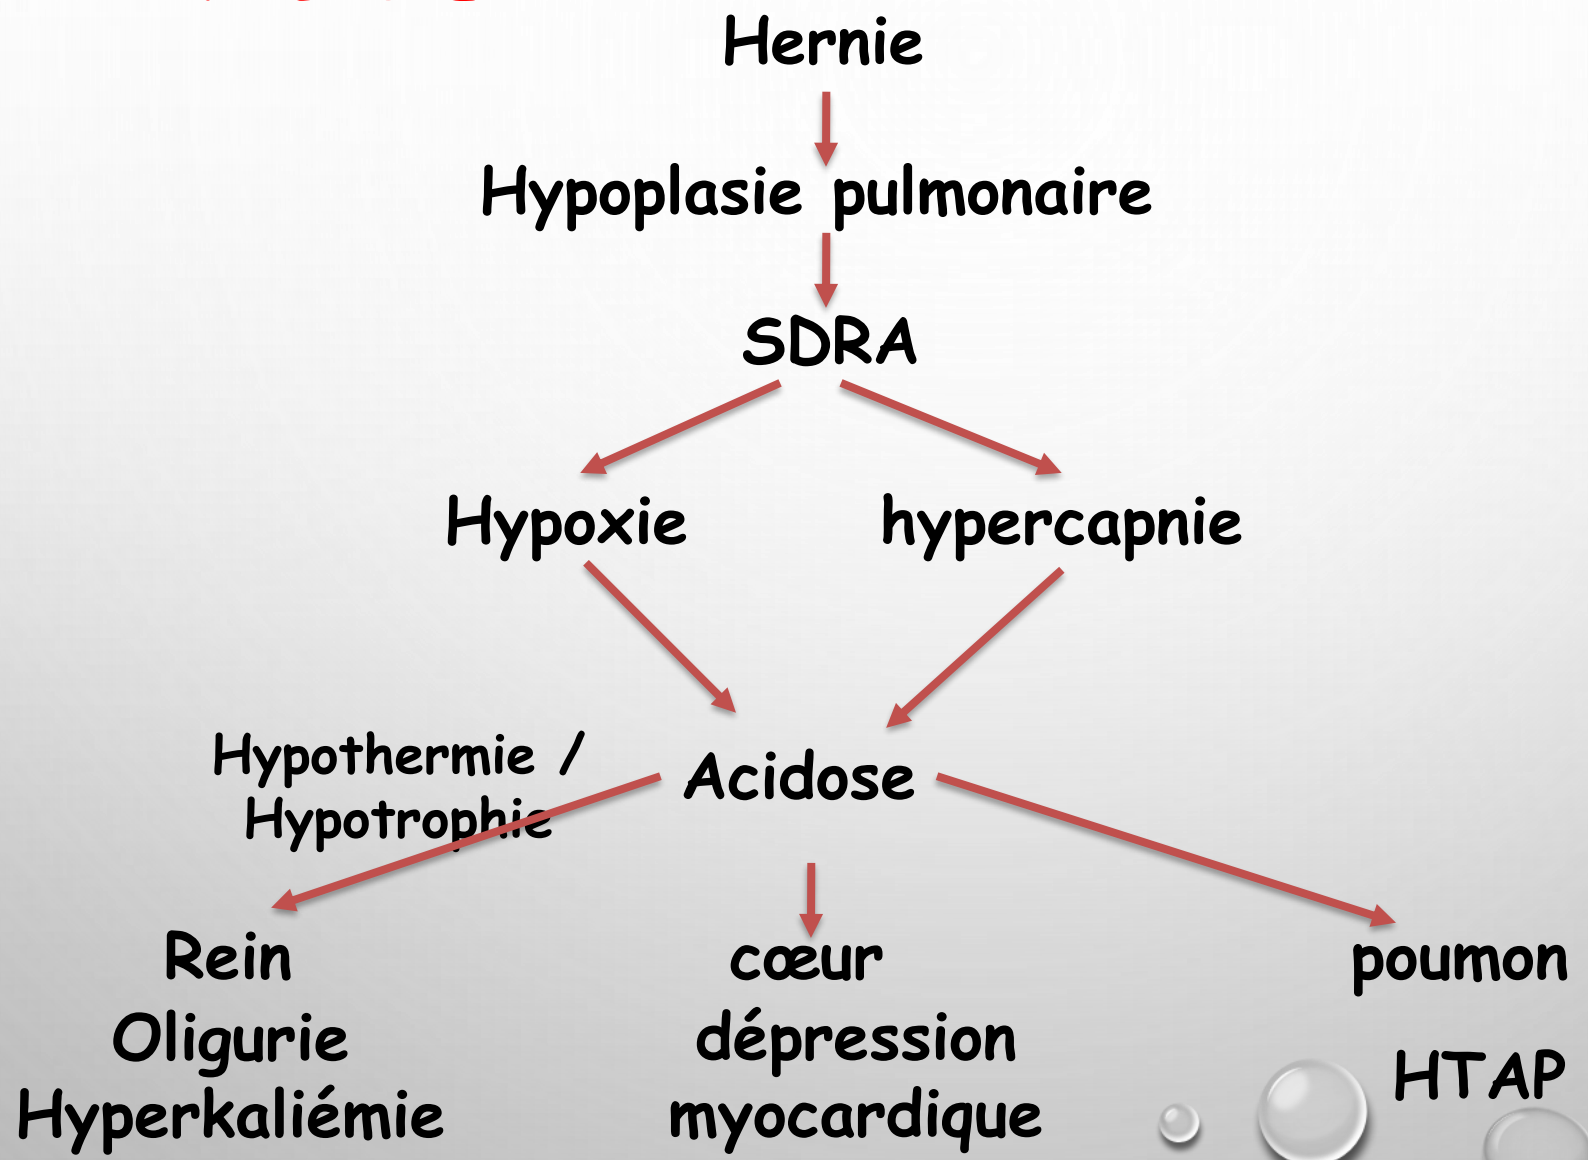 Hernie
Hypoplasie pulmonaire
SDRA
Hypoxie hypercapnie
Hypothermie /
Hypotrophie
Acidose
Rein cœur poumon
Oligurie dépression
HTAP
Hyperkaliémie myocardique